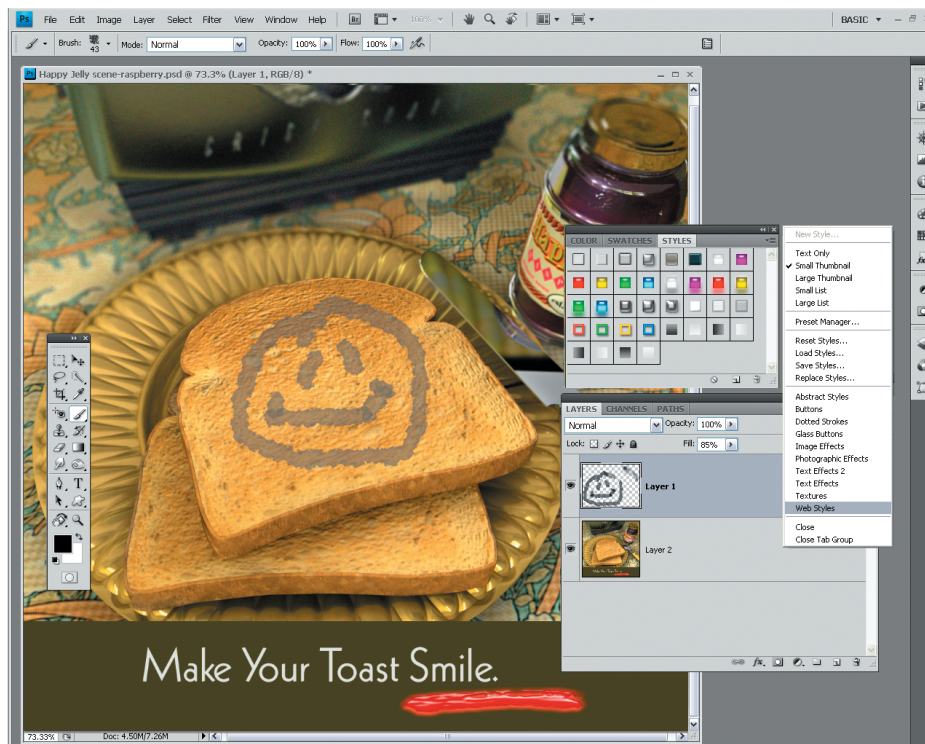 Ps File Edit Image Layer Select Filter View Window Help Br 100% BASIC
Brush: 43 Mode: Normal Opacity: 100% Flow: 100%
Ps Happy Jelly scene-raspberry.psd @ 73.3% (Layer 1, RGB/8) *
COLOR SWATCHES STYLES
New Style...
Text Only
Small Thumbnail
Large Thumbnail
Small List
Large List
Preset Manager...
Reset Styles...
Load Styles...
Save Styles...
Replace Styles...
Abstract Styles
Buttons
Dotted Strokes
Glass Buttons
Image Effects
Photographic Effects
Text Effects 2
Text Effects
Textures
Web Styles
Close
Close Tab Group
LAYERS CHANNELS PATHS
Normal Opacity: 100%
Lock: Fill: 85%
Layer 1
Layer 2
Make Your Toast Smile.
73.33% Doc: 4.50M/7.26M